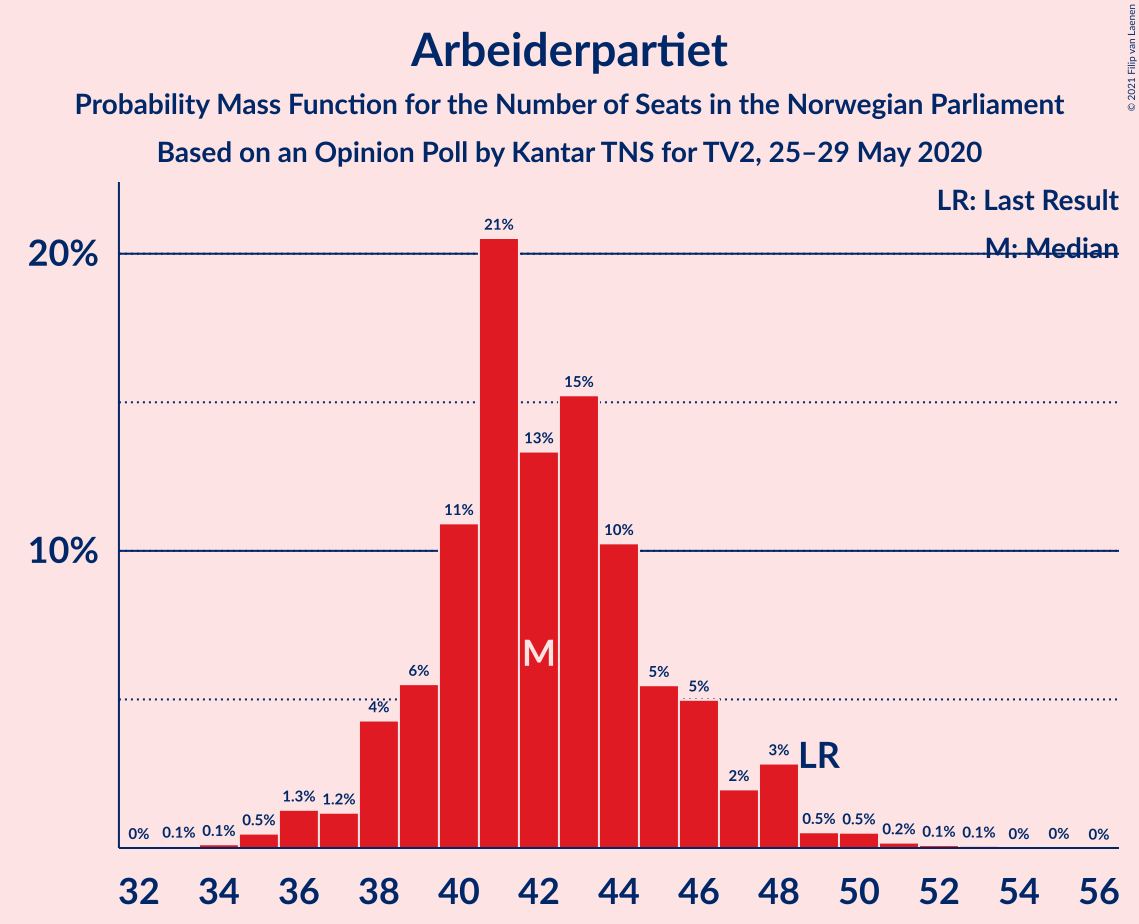 Arbeiderpartiet
Probability Mass Function for the Number of Seats in the Norwegian Parliament
Based on an Opinion Poll by Kantar TNS for TV2, 25–29 May 2020
© 2021 Filip van Laenen
LR: Last Result
M: Median
20%
10%
0% 0.1% 0.1% 0.5% 1.3% 1.2% 4% 6% 11% 21% 13% 15% 10% 5% 5% 2% 3% 0.5% 0.5% 0.2% 0.1% 0.1% 0% 0% 0%
M
LR
32 34 36 38 40 42 44 46 48 50 52 54 56